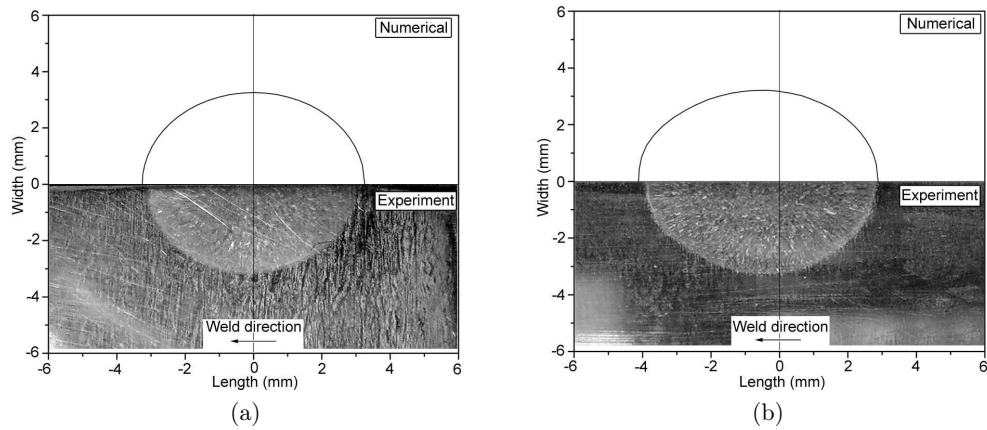 6
4
2
0
-2
-4
-6
Width (mm)
Numerical
Experiment
Weld direction
-6 -4 -2 0 2 4 6
Length (mm)
(a)
6
4
2
0
-2
-4
-6
Width (mm)
Numerical
Experiment
Weld direction
-6 -4 -2 0 2 4 6
Length (mm)
(b)